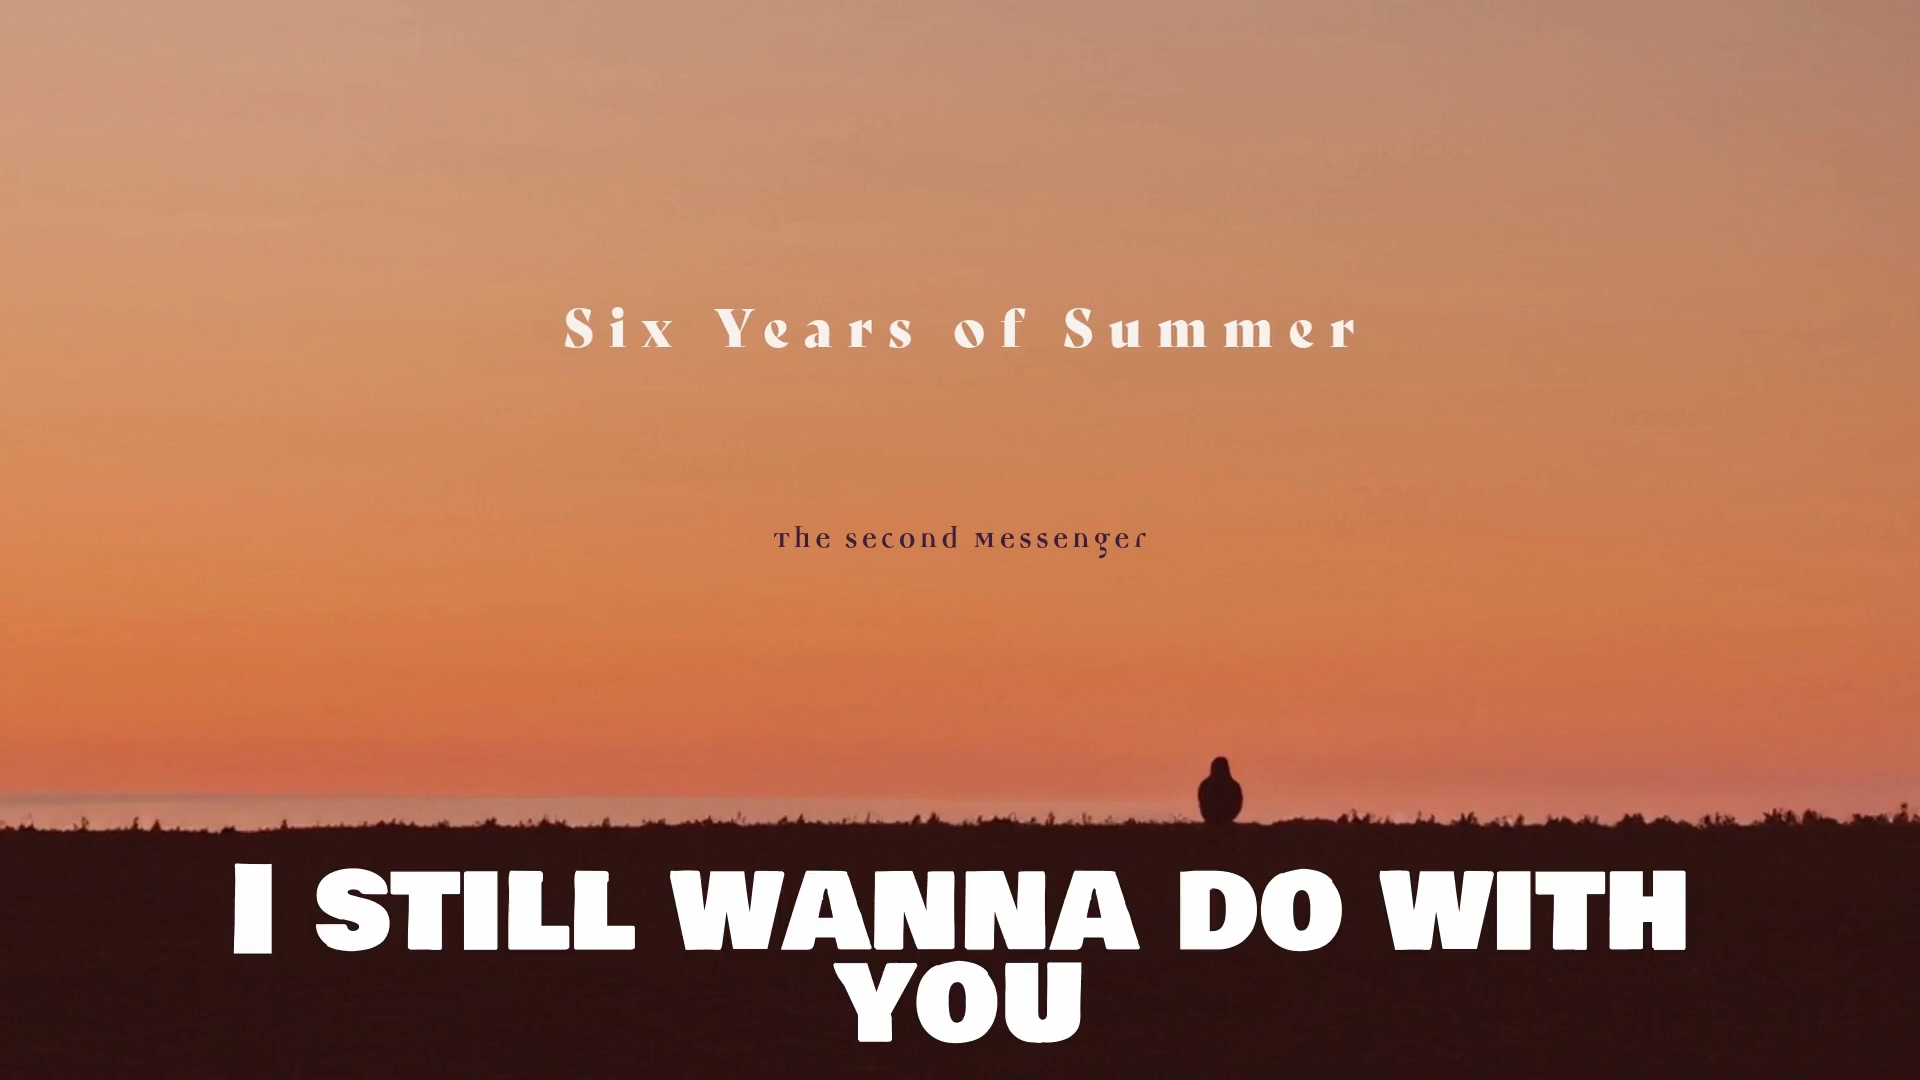 Six Years of Summer
The second Messenger
I STILL WANNA DO WITH
YOU